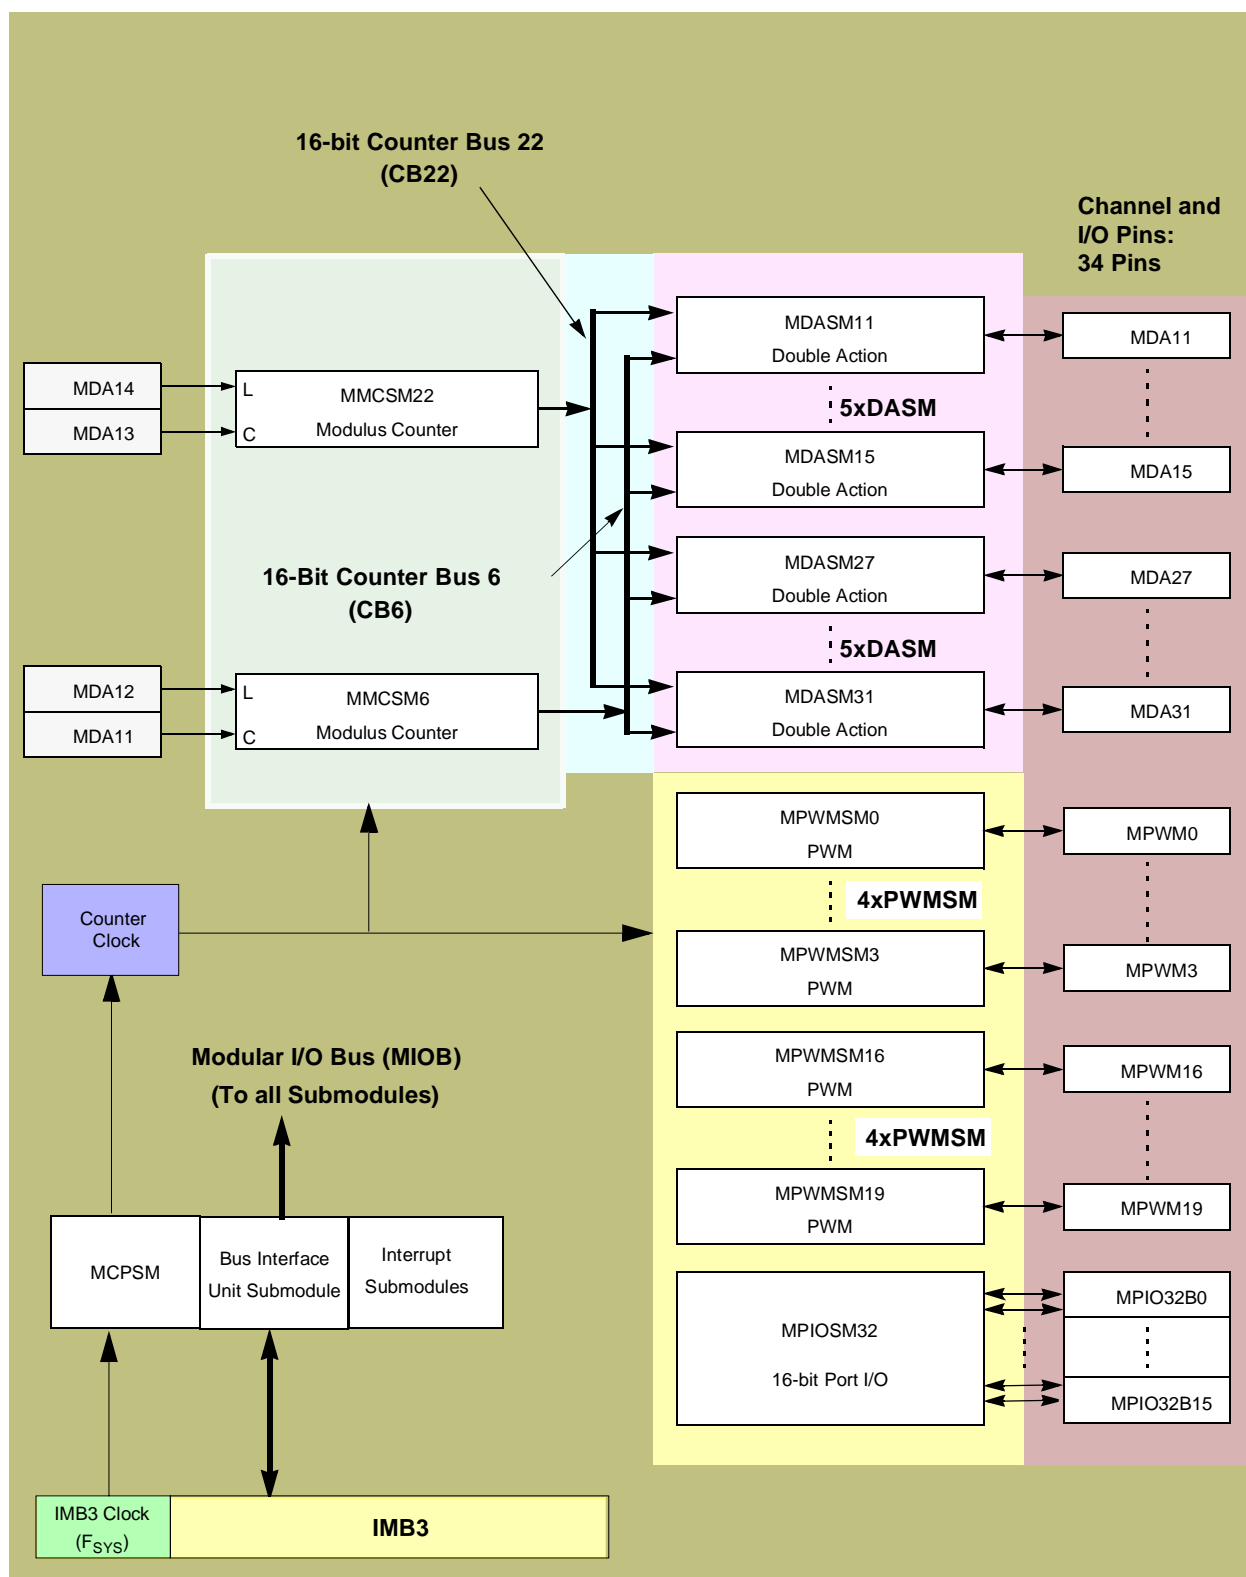 16-bit Counter Bus 22
(CB22)
Channel and
I/O Pins:
34 Pins
MDA14
MDA13
L
C
MMCSM22
Modulus Counter
MDASM11
Double Action
5xDASM
MDASM15
Double Action
MDA11
MDA15
16-Bit Counter Bus 6
(CB6)
MDASM27
Double Action
5xDASM
MDASM31
Double Action
MDA27
MDA31
MDA12
MDA11
L
C
MMCSM6
Modulus Counter
MPWMSM0
PWM
4xPWMSM
MPWMSM3
PWM
MPWM0
MPWM3
Counter
Clock
Modular I/O Bus (MIOB)
(To all Submodules)
MPWMSM16
PWM
4xPWMSM
MPWMSM19
PWM
MPWM16
MPWM19
MCPSM
Bus Interface
Unit Submodule
Interrupt
Submodules
MPIOSM32
16-bit Port I/O
MPIO32B0
MPIO32B15
IMB3 Clock
(FSYS)
IMB3